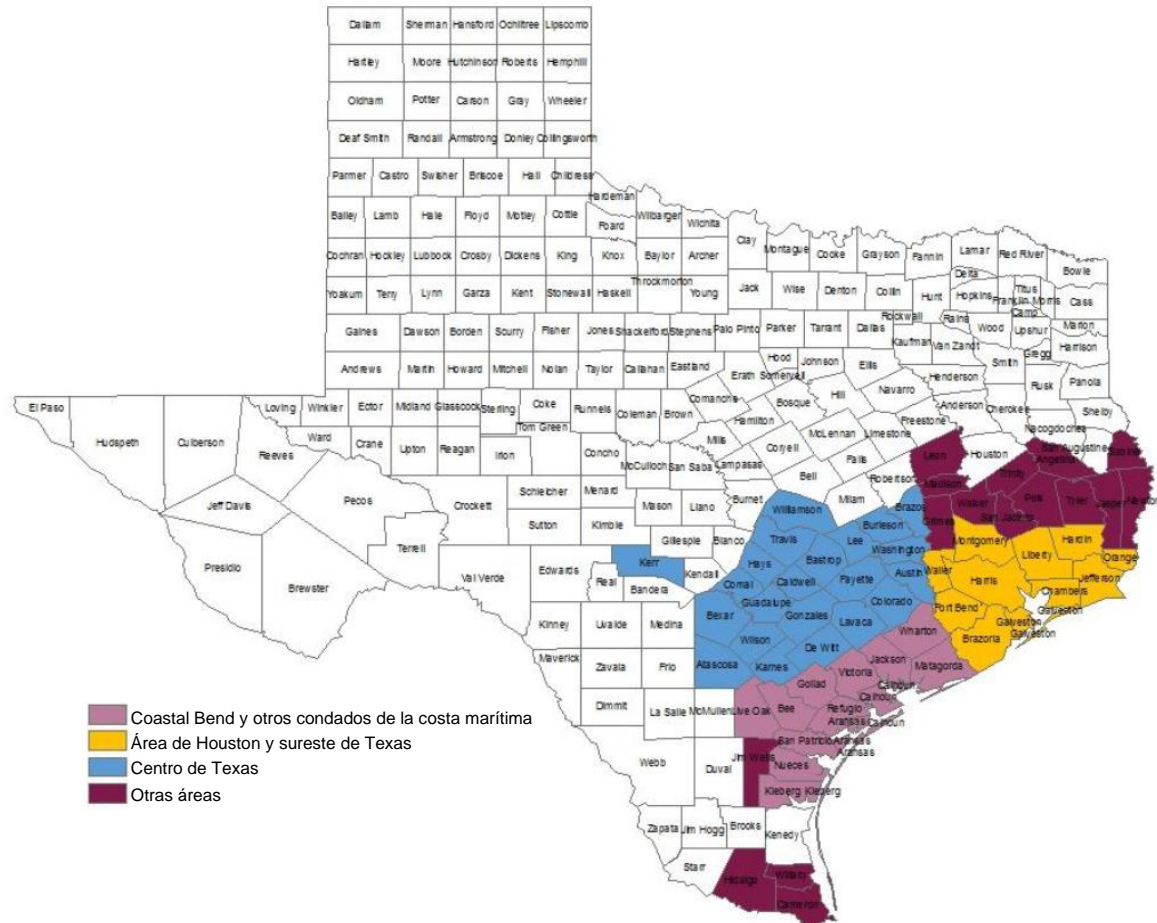 Dallam Sherman Hansford Ochiltree Lipscomb
Hartley Moore Hutchinson Roberts Hemphill
Oldham Potter Carson Gray Wheeler
Deaf Smith Randall Armstrong Donley Collingsworth
Parmer Castro Swisher Briscoe Hall Childress
Hardeman
Bailey Lamb Hale Floyd Motley Cottle Foard Wilbarger Wichita
Clay Montague Cooke Grayson Fannin Lamar Red River Bowie
Cochran Hockley Lubbock Crosby Dickens King Knox Baylor Archer
Delta Titus Franklin Morris Cass
Throckmorton
Yoakum Terry Lynn Garza Kent Stonewall Haskell Young Jack Wise Denton Collin Hunt Hopkins Camp
Rockwall Rains Wood Upshur Marion
Gaines Dawson Borden Scurry Fisher Jones Shackelford Stephens Palo Pinto Parker Tarrant Dallas
Kaufman Van Zandt Smith Gregg Harrison
Andrews Martin Howard Mitchell Nolan Taylor Callahan Eastland Erath Hood Somervell Johnson Ellis
Henderson Rusk Panola
El Paso Hudspeth Culberson Loving Winkler Ector Midland Glasscock Sterling Coke Runnels Coleman Brown Comanche Bosque Hill Navarro
Anderson Cherokee Shelby
Reeves Ward Crane Upton Reagan Irion Tom Green Concho Mills Hamilton McLennan Limestone Freestone
Nacogdoches San Augustine Sabine
McCulloch San Saba Lampasas Coryell Falls Leon Houston Angelina
Jeff Davis Pecos Crockett Schleicher Menard Mason Llano Burnet Bell Robertson Madison Trinity
Milam Walker Polk Tyler Jasper Newton
Presidio Brewster Terrell Sutton Kimble Gillespie Blanco Williamson Burleson Brazos Grimes San Jacinto
Val Verde Edwards Kerr Kendall Travis Lee Washington Montgomery Liberty Hardin Orange
Real Bandera Hays Bastrop Waller Jefferson
Comal Caldwell Fayette Austin Harris Chambers
Kinney Uvalde Medina Bexar Guadalupe Gonzales Colorado Fort Bend Galveston
Wilson Lavaca Wharton Brazoria Galveston Galveston
Maverick Zavala Frio Atascosa Karnes De Witt Jackson Matagorda
Dimmit La Salle McMullen Live Oak Bee Goliad Victoria Calhoun
Refugio Calhoun
Aransas Calhoun
San Patricio Aransas
Aransas
Webb Duval Jim Wells Nueces
Kleberg Kleberg
Zapata Jim Hogg Brooks Kenedy
Starr Hidalgo Willacy
Cameron
Coastal Bend y otros condados de la costa marítima
Área de Houston y sureste de Texas
Centro de Texas
Otras áreas